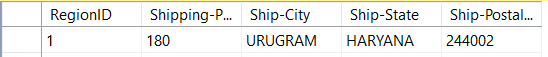 RegionID Shipping-P... Ship-City Ship-State Ship-Postal...
1 180 URUGRAM HARYANA 244002